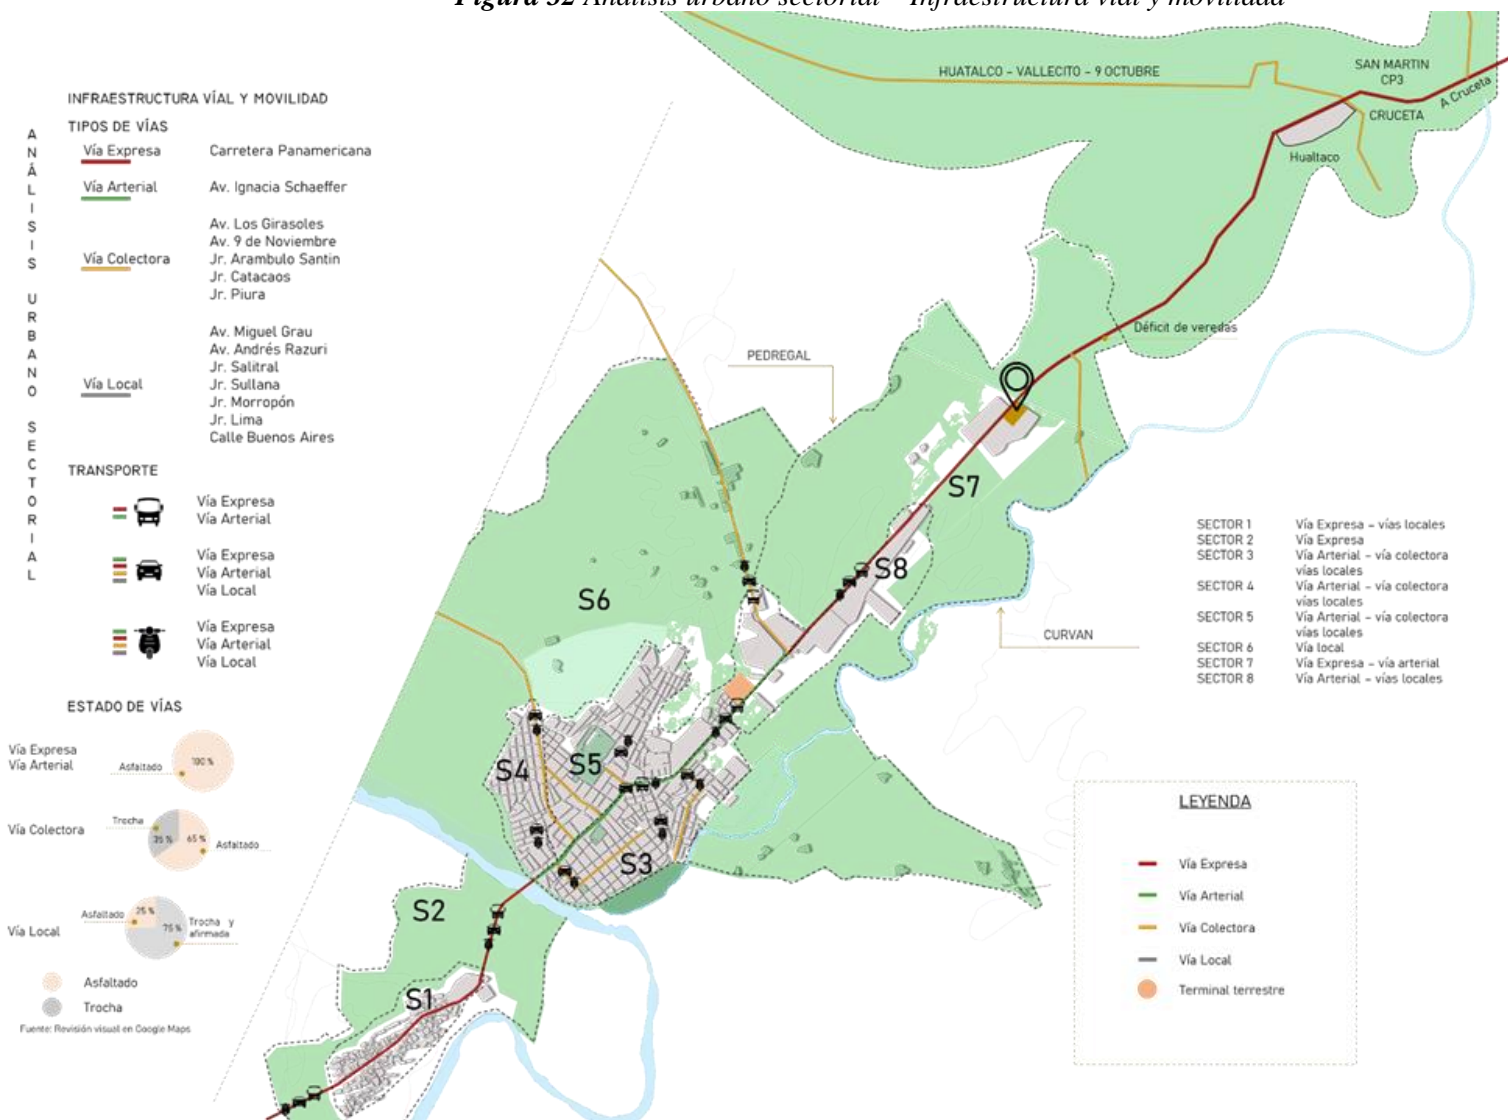 Figura 52 Análisis urbano sectorial – Infraestructura vial y movilidad
INFRAESTRUCTURA VÍAL Y MOVILIDAD
ANÁLISIS URBANO SECTORIAL
TIPOS DE VÍAS
Vía Expresa Carretera Panamericana
Vía Arterial Av. Ignacia Schaeffer
Av. Los Girasoles
Av. 9 de Noviembre
Vía Colectora Jr. Arambulo Santin
Jr. Catacaos
Jr. Piura
Av. Miguel Grau
Av. Andrés Razuri
Jr. Salitral
Vía Local Jr. Sullana
Jr. Morropón
Jr. Lima
Calle Buenos Aires
TRANSPORTE
Vía Expresa
Vía Arterial
Vía Expresa
Vía Arterial
Vía Local
Vía Expresa
Vía Arterial
Vía Local
ESTADO DE VÍAS
Vía Expresa
Vía Arterial
Asfaltado
100 %
Vía Colectora
Trocha
35 %
65 %
Asfaltado
Vía Local
Asfaltado
25 %
75 %
Trocha y
afirmada
Asfaltado
Trocha
Fuente: Revisión visual en Google Maps
HUATALCO – VALLECITO – 9 OCTUBRE
SAN MARTIN
CP3
A Cruceta
CRUCETA
Hualtaco
Déficit de veredas
PEDREGAL
S7
S8
S6
CURVAN
S5
S4
S3
S2
S1
SECTOR 1 Vía Expresa – vías locales
SECTOR 2 Vía Expresa
SECTOR 3 Vía Arterial – vía colectora
vías locales
SECTOR 4 Vía Arterial – vía colectora
vías locales
SECTOR 5 Vía Arterial – vía colectora
vías locales
SECTOR 6 Vía local
SECTOR 7 Vía Expresa – vía arterial
SECTOR 8 Vía Arterial – vías locales
LEYENDA
Vía Expresa
Vía Arterial
Vía Colectora
Vía Local
Terminal terrestre